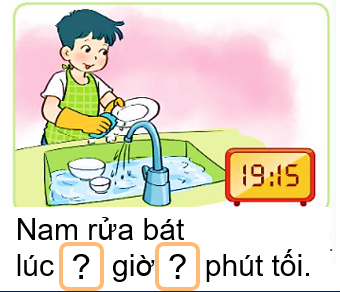 19:15
Nam rửa bát
lúc ? giờ ? phút tối.